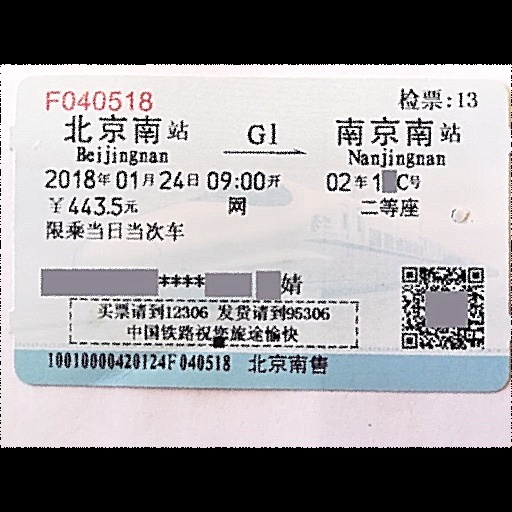 F040518 检票:13
北京南站 G1 南京南站
Beijingnan Nanjingnan
2018年01月24日09:00开 02车1 C号
￥443.5元 网 二等座
限乘当日当次车
**** 婧
买票请到12306 发货请到95306
中国铁路祝您旅途愉快
10010000420124F040518 北京南售